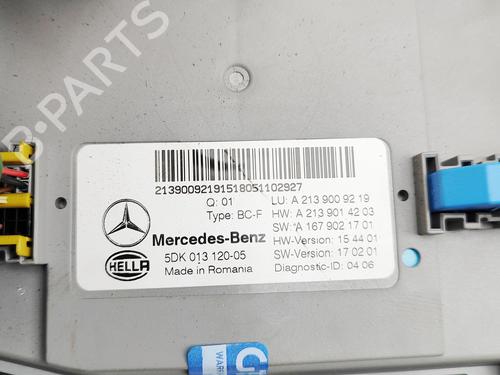 B-PARTS
21390092191518051102927
Q: 01
LU: A 213 900 92 19
Type: BC-F
HW: A 213 901 42 03
SW: *A 167 902 17 01
Mercedes-Benz
HW-Version: 15 44 01
5DK 013 120-05
SW-Version: 17 02 01
HELLA
Made in Romania
Diagnostic-ID: 04 06